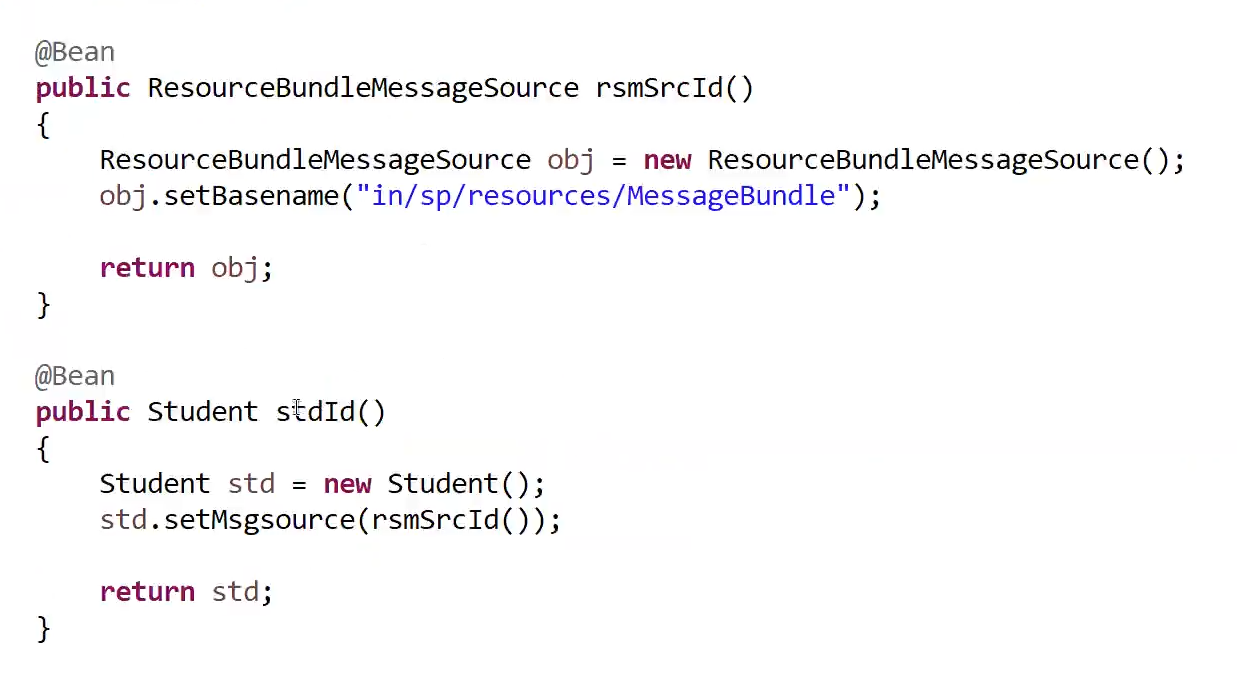 @Bean
public ResourceBundleMessageSource rsmSrcId()
{
    ResourceBundleMessageSource obj = new ResourceBundleMessageSource();
    obj.setBasename("in/sp/resources/MessageBundle");

    return obj;
}

@Bean
public Student stdId()
{
    Student std = new Student();
    std.setMsgsource(rsmSrcId());

    return std;
}